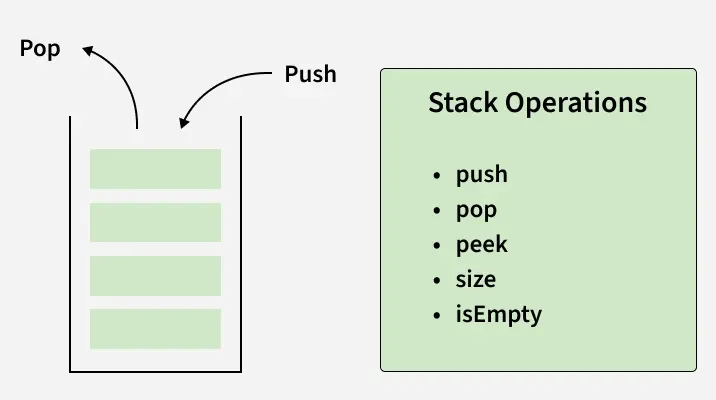 Pop
Push
Stack Operations
• push
• pop
• peek
• size
• isEmpty